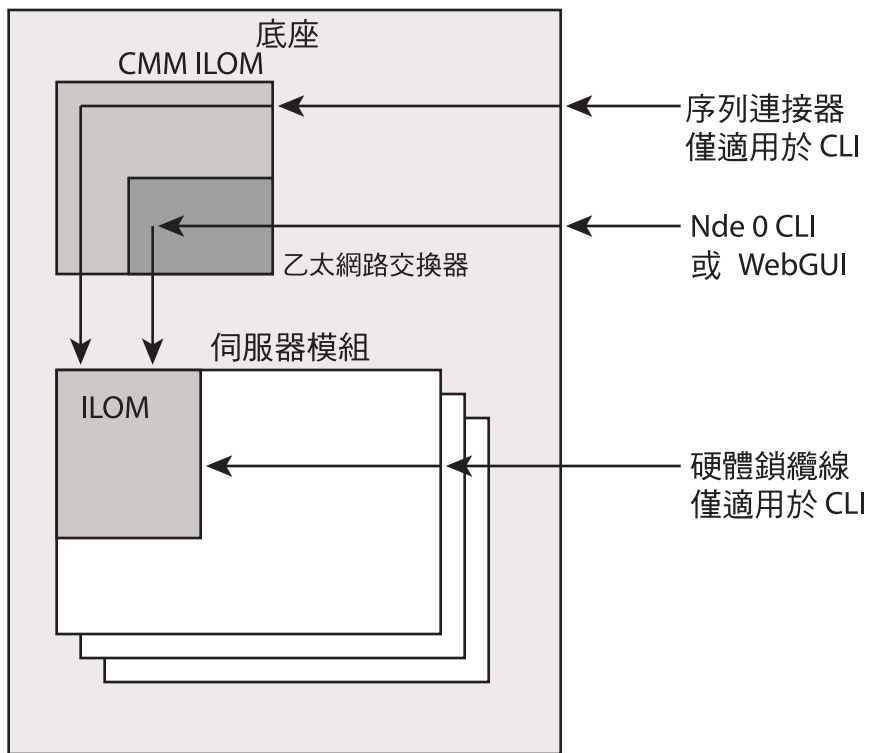 底座
CMM ILOM
序列連接器
僅適用於 CLI
Nde 0 CLI
或 WebGUI
乙太網路交換器
伺服器模組
ILOM
硬體鎖纜線
僅適用於 CLI